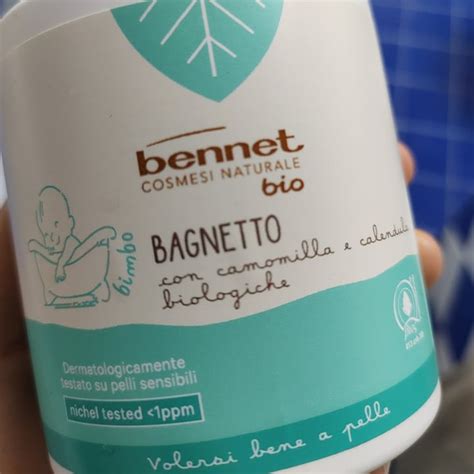 bennet
COSMESI NATURALE
bio
BAGNETTO
con camomilla e calendula
biologiche
bimbo
Dermatologicamente
testato su pelli sensibili
nichel tested <1ppm
Volersi bene a pelle